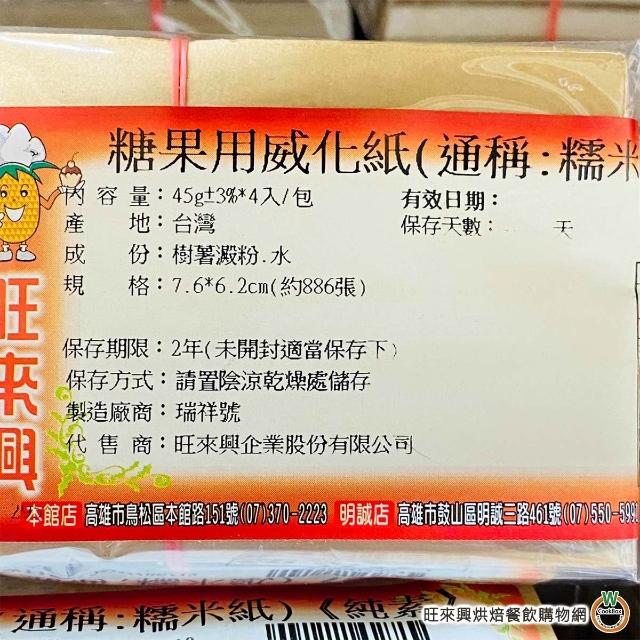 糖果用威化紙(通稱:糯米
內容量:45g±3%*4入/包
有效日期:
產地:台灣
保存天數: 天
成份:樹薯澱粉.水
規格:7.6*6.2cm(約886張)
保存期限:2年(未開封適當保存下)
保存方式:請置陰涼乾燥處儲存
製造廠商:瑞祥號
代售商:旺來興企業股份有限公司
旺來興
本館店 高雄市鳥松區本館路151號(07)370-2223 明誠店 高雄市鼓山區明誠三路461號(07)550-599
通稱:糯米紙)《純素》
旺來興烘焙餐飲購物網
W
CookBox